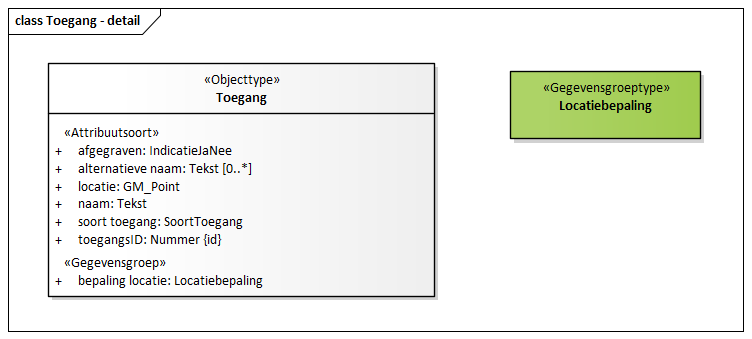 class Toegang - detail
«Objecttype»
Toegang
«Attribuutsoort»
+ afgegraven: IndicatieJaNee
+ alternatieve naam: Tekst [0..*]
+ locatie: GM_Point
+ naam: Tekst
+ soort toegang: SoortToegang
+ toegangsID: Nummer {id}
«Gegevensgroep»
+ bepaling locatie: Locatiebepaling
«Gegevensgroeptype»
Locatiebepaling